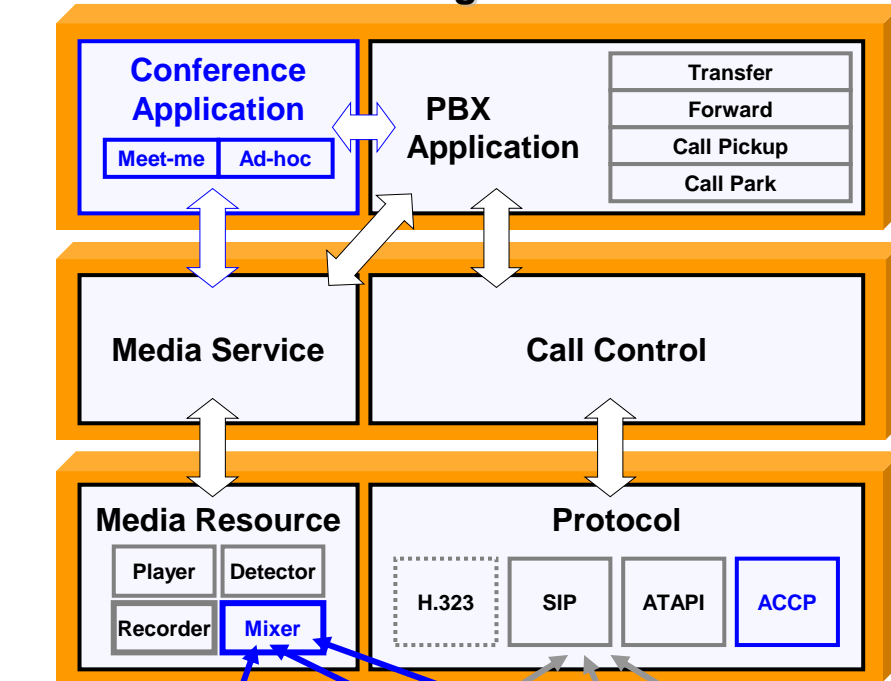 Conference
Application
Meet-me
Ad-hoc
PBX
Application
Transfer
Forward
Call Pickup
Call Park
Media Service
Call Control
Media Resource
Player
Detector
Recorder
Mixer
Protocol
H.323
SIP
ATAPI
ACCP